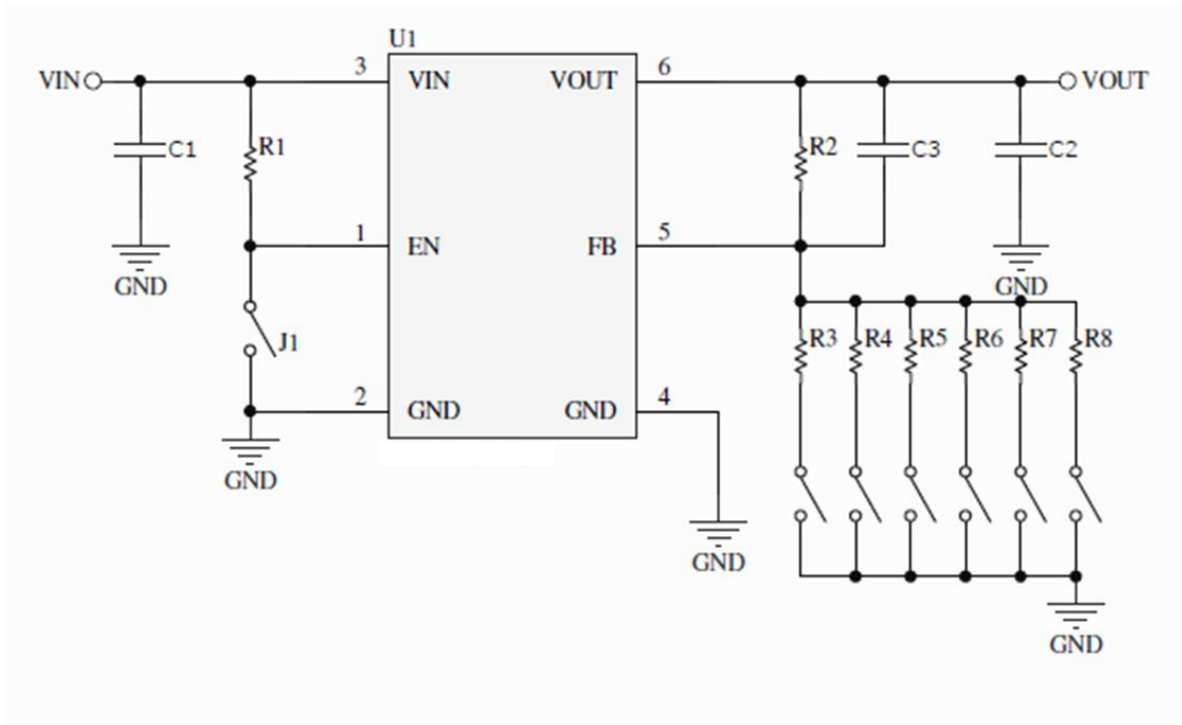 U1
VIN 3 VIN VOUT 6 VOUT
C1 R1 R2 C3 C2
1 EN FB 5
GND GND
J1 R3 R4 R5 R6 R7 R8
2 GND GND 4
GND
GND
GND